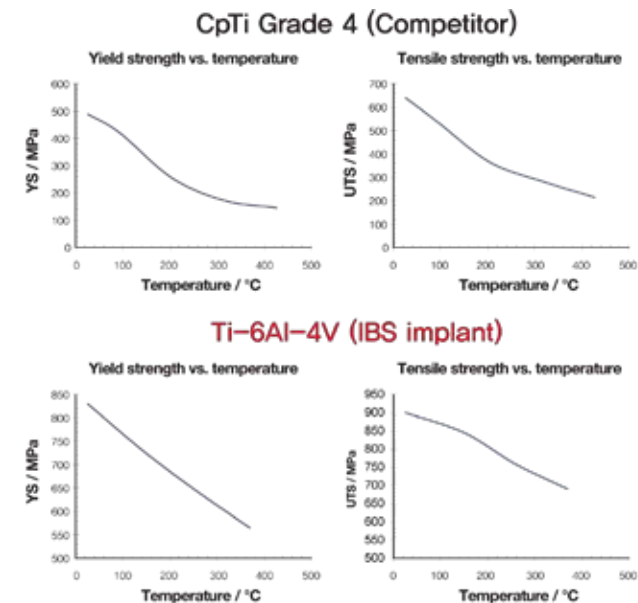 CpTi Grade 4 (Competitor)
Yield strength vs. temperature
YS / MPa
600
500
400
300
200
100
0
0 100 200 300 400 500
Temperature / °C
Tensile strength vs. temperature
UTS / MPa
700
600
500
400
300
200
100
0
0 100 200 300 400 500
Temperature / °C
Ti-6Al-4V (IBS implant)
Yield strength vs. temperature
YS / MPa
850
800
750
700
650
600
550
500
0 100 200 300 400 500
Temperature / °C
Tensile strength vs. temperature
UTS / MPa
950
900
850
800
750
700
650
600
550
500
0 100 200 300 400 500
Temperature / °C